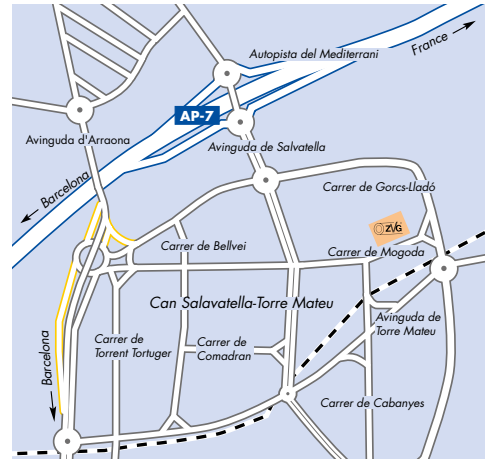 Autopista del Mediterrani
France
AP-7
Avinguda d'Arraona
Avinguda de Salvatella
Barcelona
Carrer de Gorcs-Lladó
ZVG
Carrer de Bellvei
Carrer de Mogoda
Can Salavatella-Torre Mateu
Avinguda de
Torre Mateu
Carrer de
Torrent Tortuger
Carrer de
Comadran
Barcelona
Carrer de Cabanyes